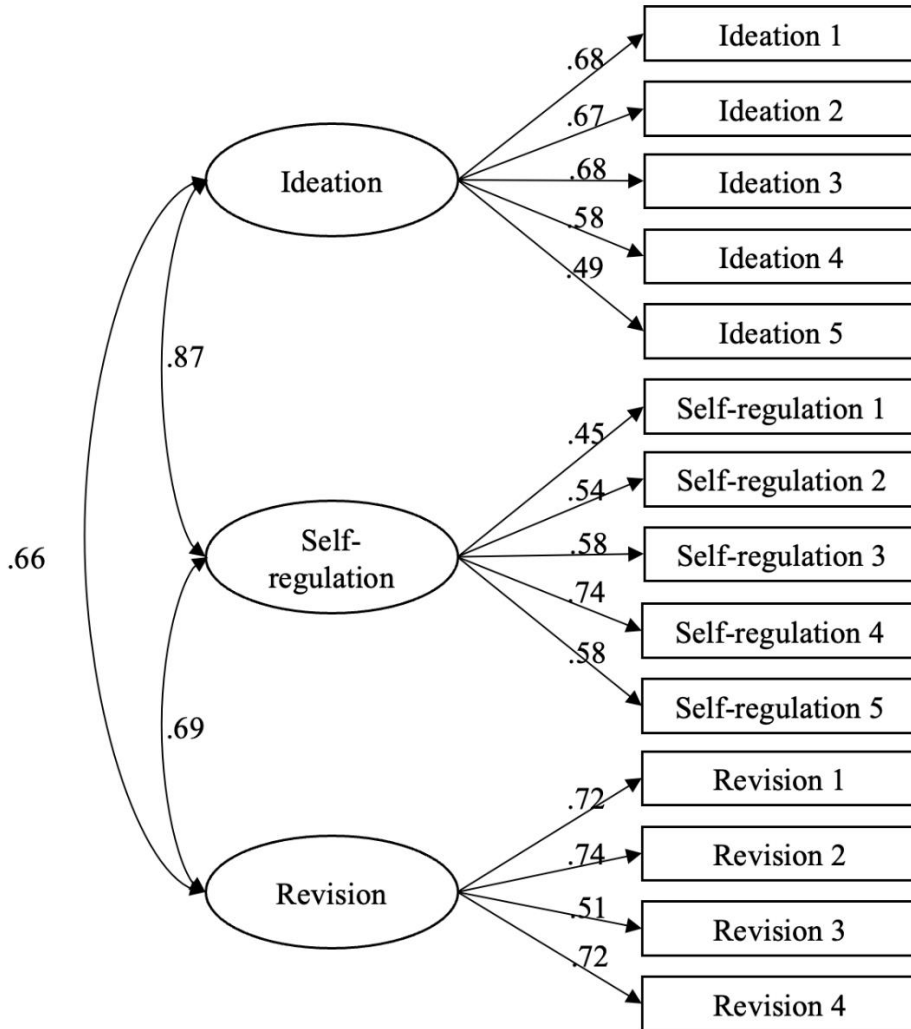 Ideation 1
.68
Ideation 2
.67
Ideation
.68
Ideation 3
.58
Ideation 4
.49
Ideation 5
.87
Self-regulation 1
.45
Self-regulation 2
.54
Self-
regulation
.58
Self-regulation 3
.66
.74
Self-regulation 4
.58
Self-regulation 5
.69
Revision 1
.72
Revision 2
.74
Revision
.51
Revision 3
.72
Revision 4